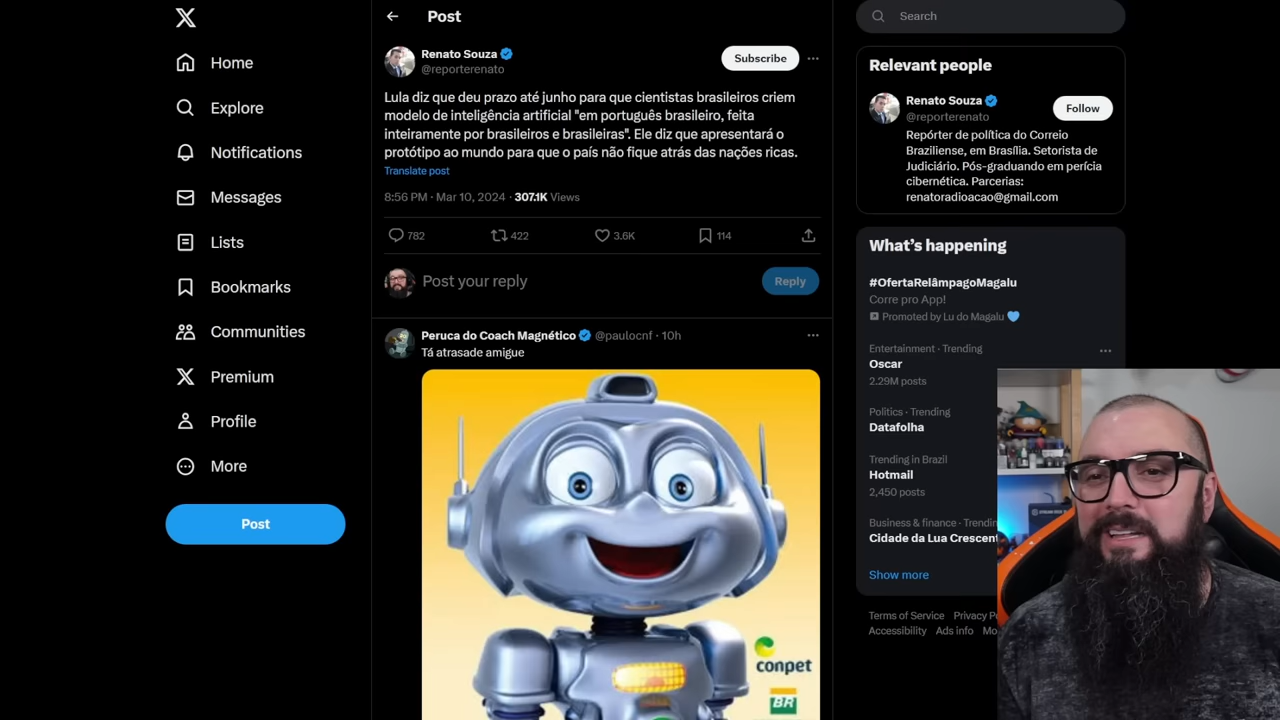 Home
Explore
Notifications
Messages
Lists
Bookmarks
Communities
Premium
Profile
More
Post
Post
Renato Souza
@reporterenato
Subscribe
Lula diz que deu prazo até junho para que cientistas brasileiros criem
modelo de inteligência artificial "em português brasileiro, feita
inteiramente por brasileiros e brasileiras". Ele diz que apresentará o
protótipo ao mundo para que o país não fique atrás das nações ricas.
Translate post
8:56 PM · Mar 10, 2024 · 307.1K Views
782 422 3.6K 114
Post your reply
Reply
Peruca do Coach Magnético @paulocnf · 10h
Tá atrasade amigue
conpet
BR
Search
Relevant people
Renato Souza
@reporterenato
Follow
Repórter de política do Correio
Braziliense, em Brasília. Setorista de
Judiciário. Pós-graduando em perícia
cibernética. Parcerias:
renatoradioacao@gmail.com
What's happening
#OfertaRelâmpagoMagalu
Corre pro App!
Promoted by Lu do Magalu
Entertainment · Trending
Oscar
2.29M posts
Politics · Trending
Datafolha
Trending in Brazil
Hotmail
2,450 posts
Business & finance · Trendin
Cidade da Lua Crescen
Show more
Terms of Service Privacy P
Accessibility Ads info Mo